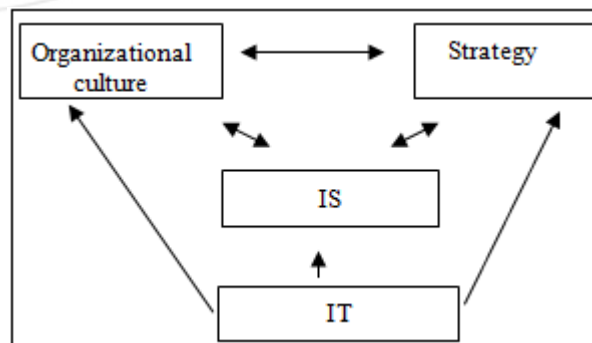 Organizational
culture
Strategy
IS
IT